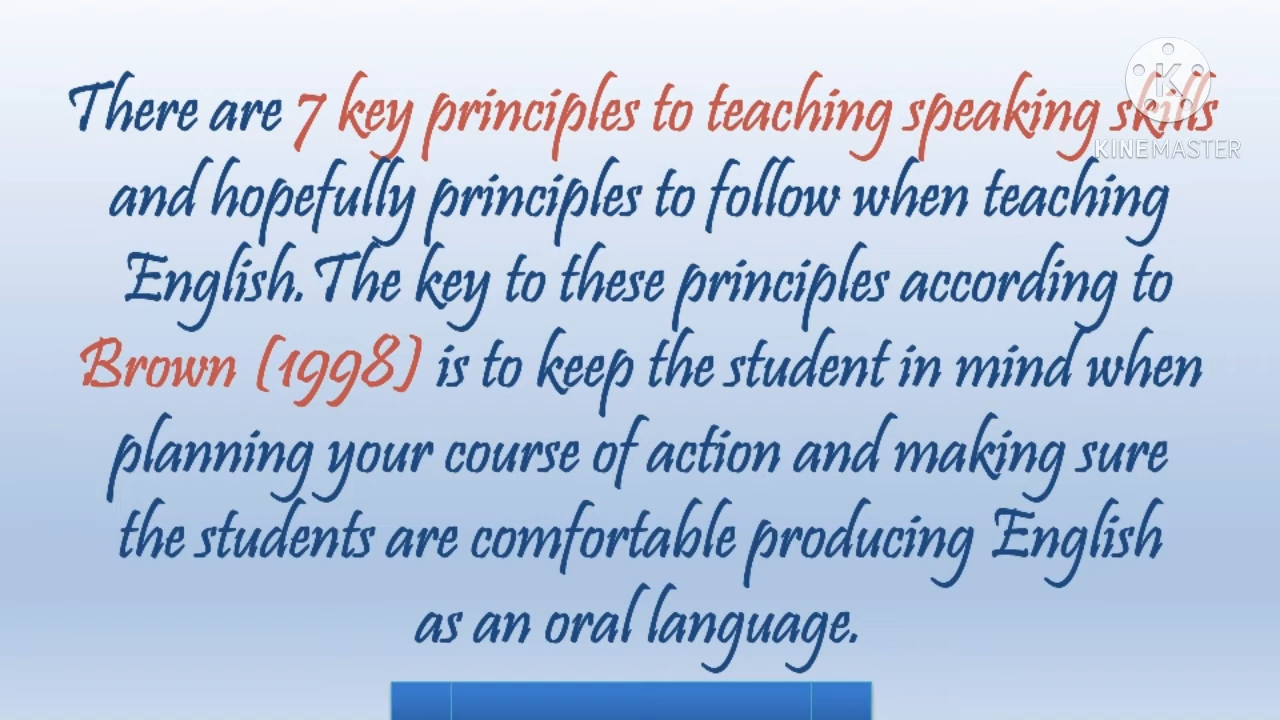 There are 7 key principles to teaching speaking skills
KINEMASTER
and hopefully principles to follow when teaching
English. The key to these principles according to
Brown (1998) is to keep the student in mind when
planning your course of action and making sure
the students are comfortable producing English
as an oral language.